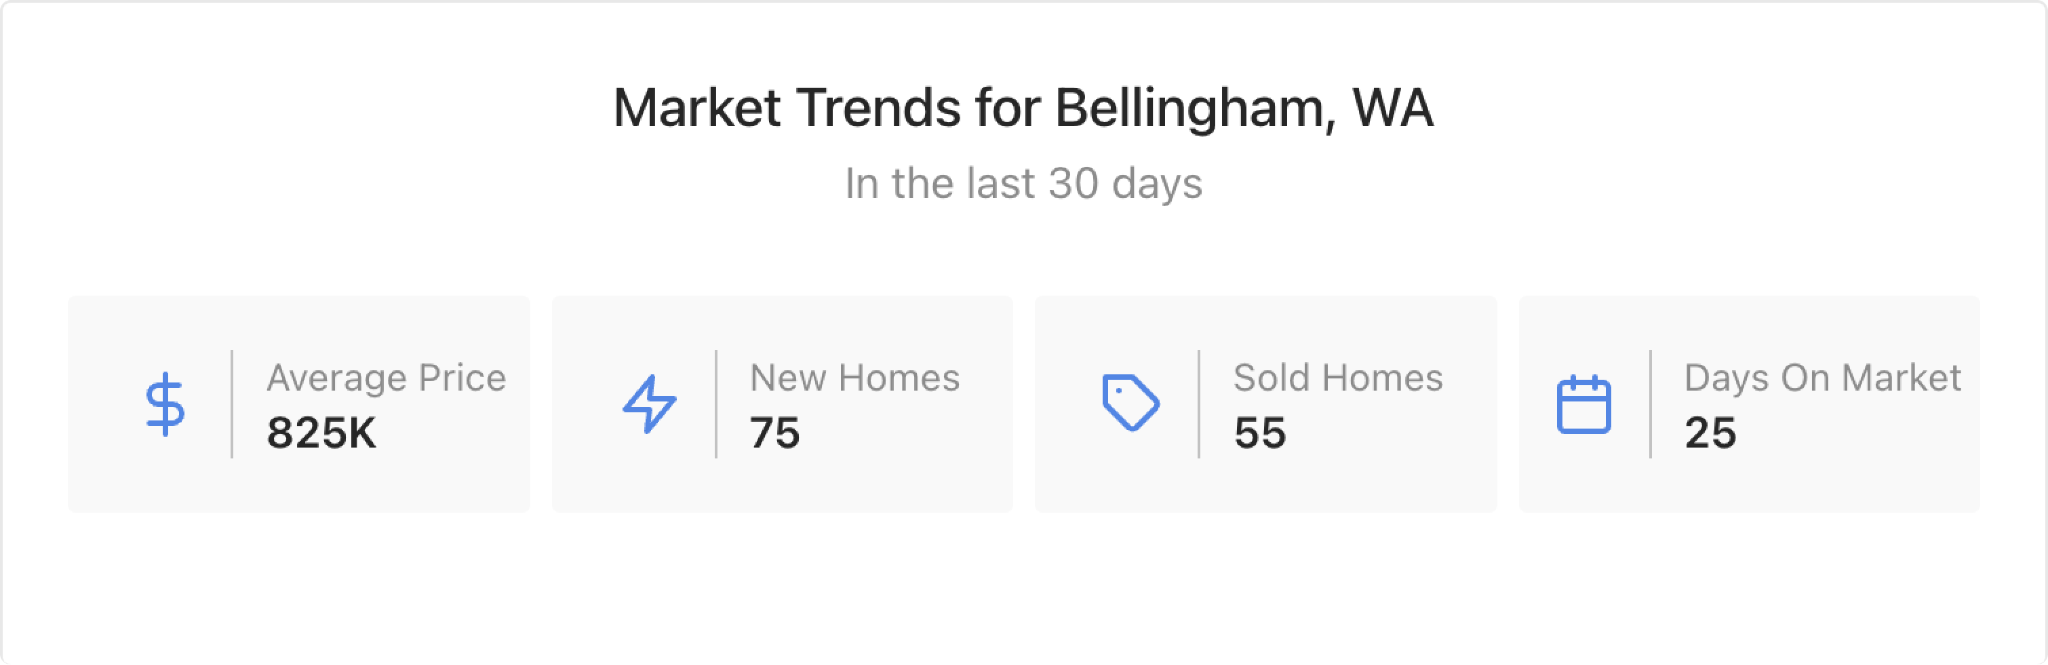 Market Trends for Bellingham, WA
In the last 30 days
Average Price
825K
New Homes
75
Sold Homes
55
Days On Market
25